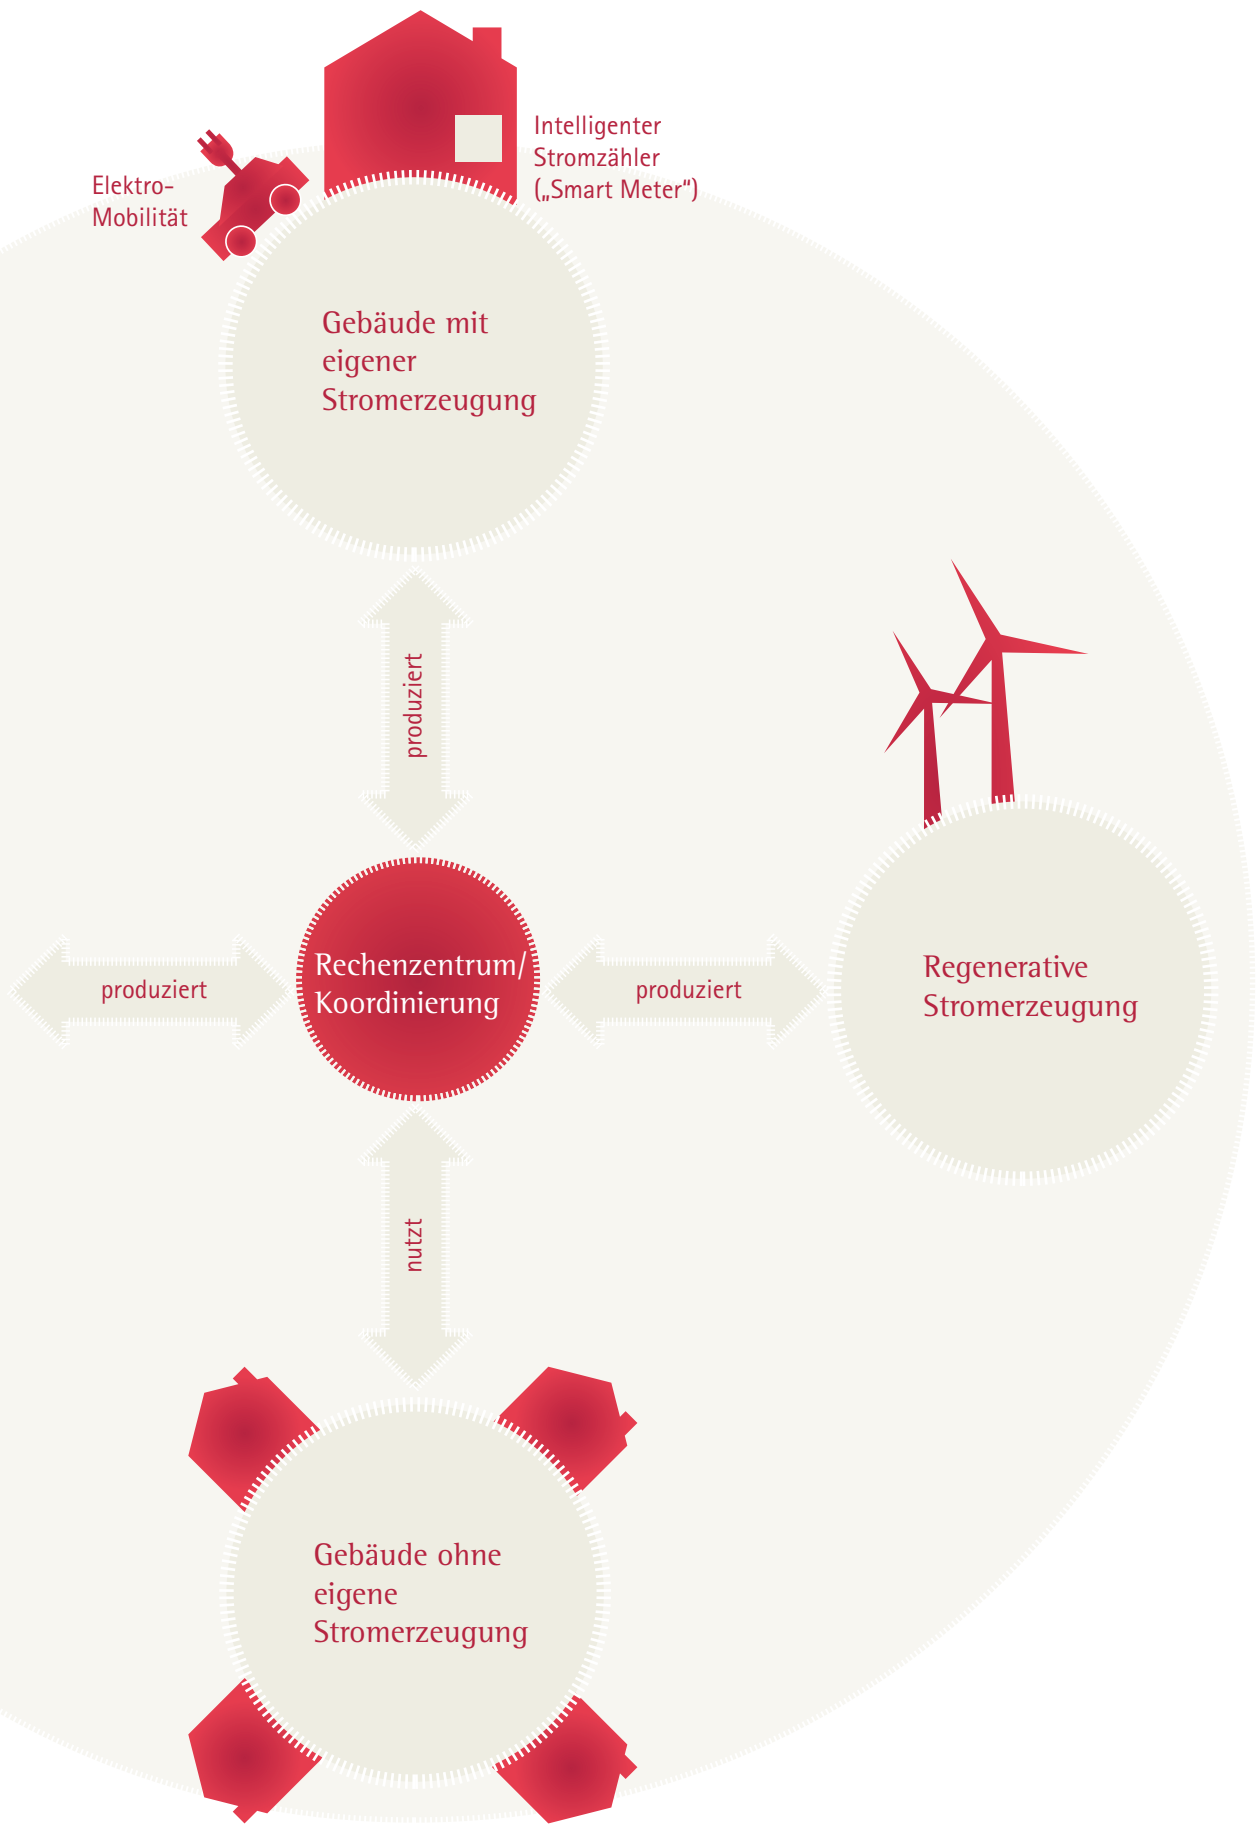 Intelligenter
Stromzähler
(„Smart Meter“)
Elektro-
Mobilität
Gebäude mit
eigener
Stromerzeugung
produziert
Rechenzentrum/
Koordinierung
produziert
produziert
Regenerative
Stromerzeugung
nutzt
Gebäude ohne
eigene
Stromerzeugung